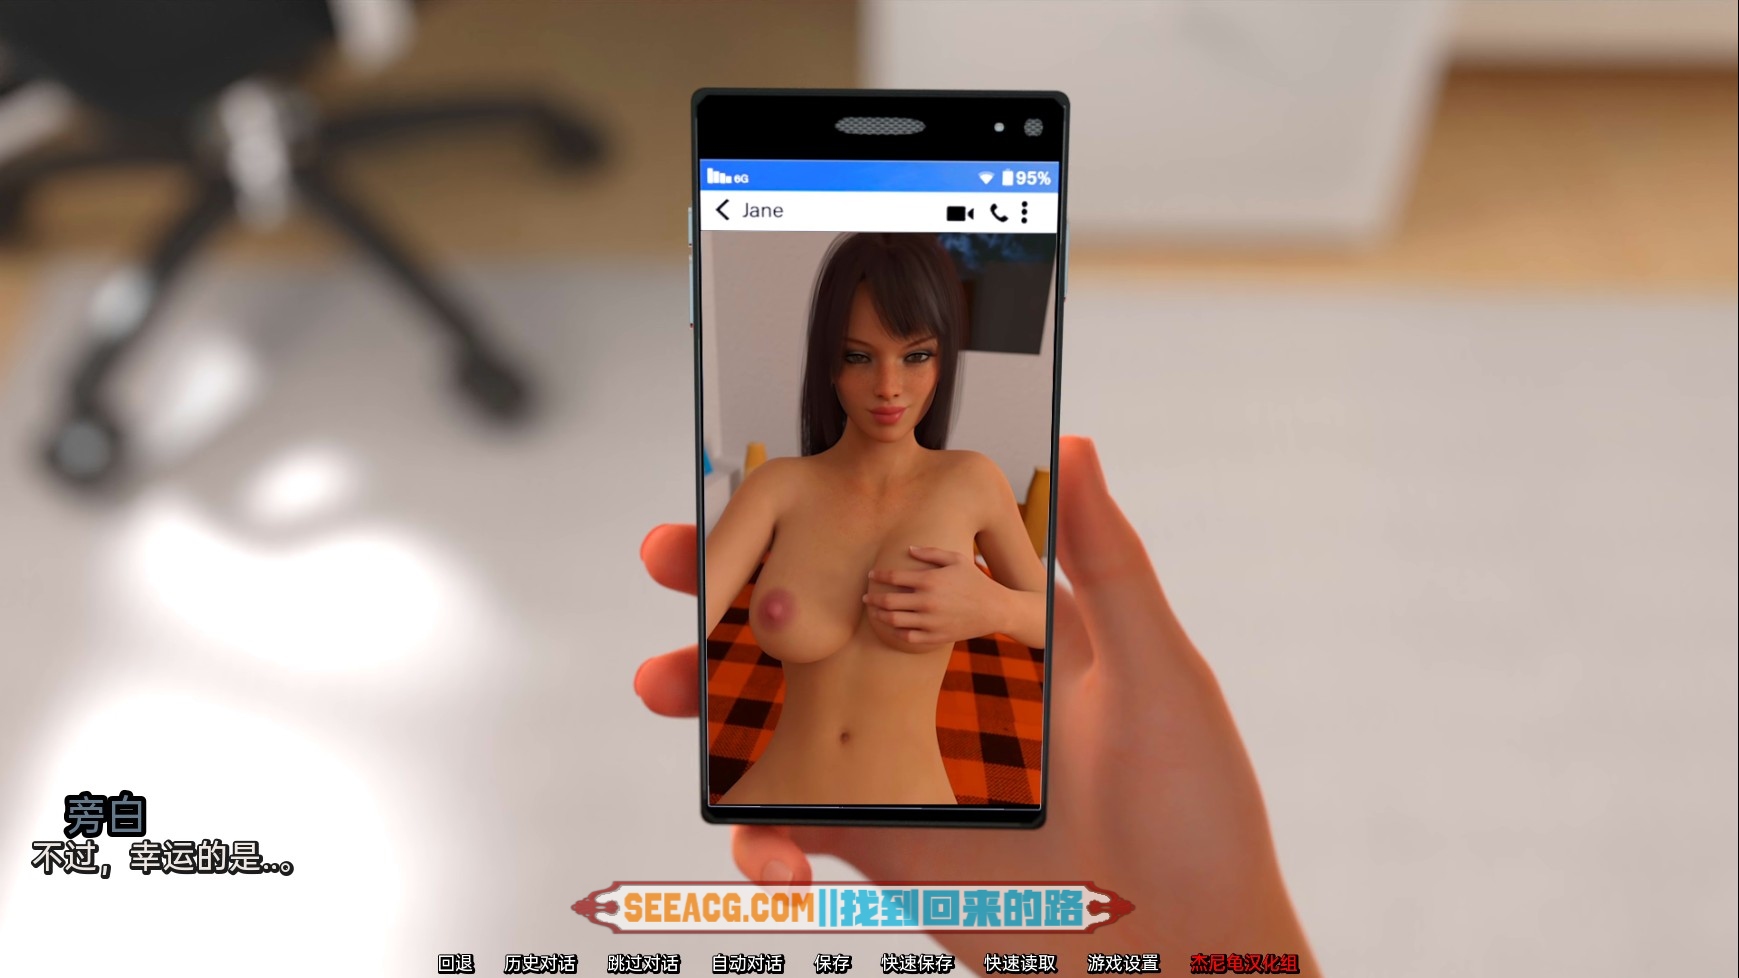 6G 95%
Jane
旁白
不过，幸运的是...。
SEEACG.COM||找到回来的路
回退 历史对话 跳过对话 自动对话 保存 快速保存 快速读取 游戏设置 杰尼龟汉化组